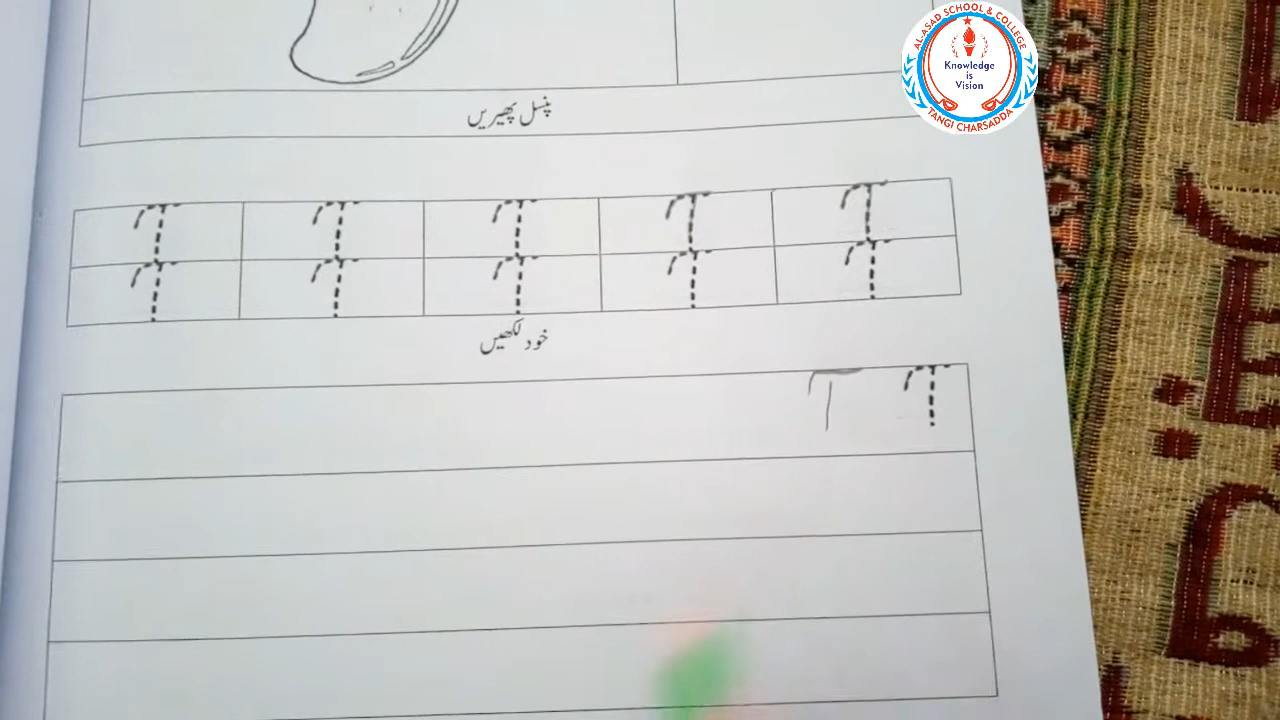 AL-ASAD SCHOOL & COLLEGE
Knowledge
is
Vision
TANGI CHARSADDA
پنسل پھیریں
آ آ آ آ آ
آ آ آ آ آ
خود لکھیں
آ آ